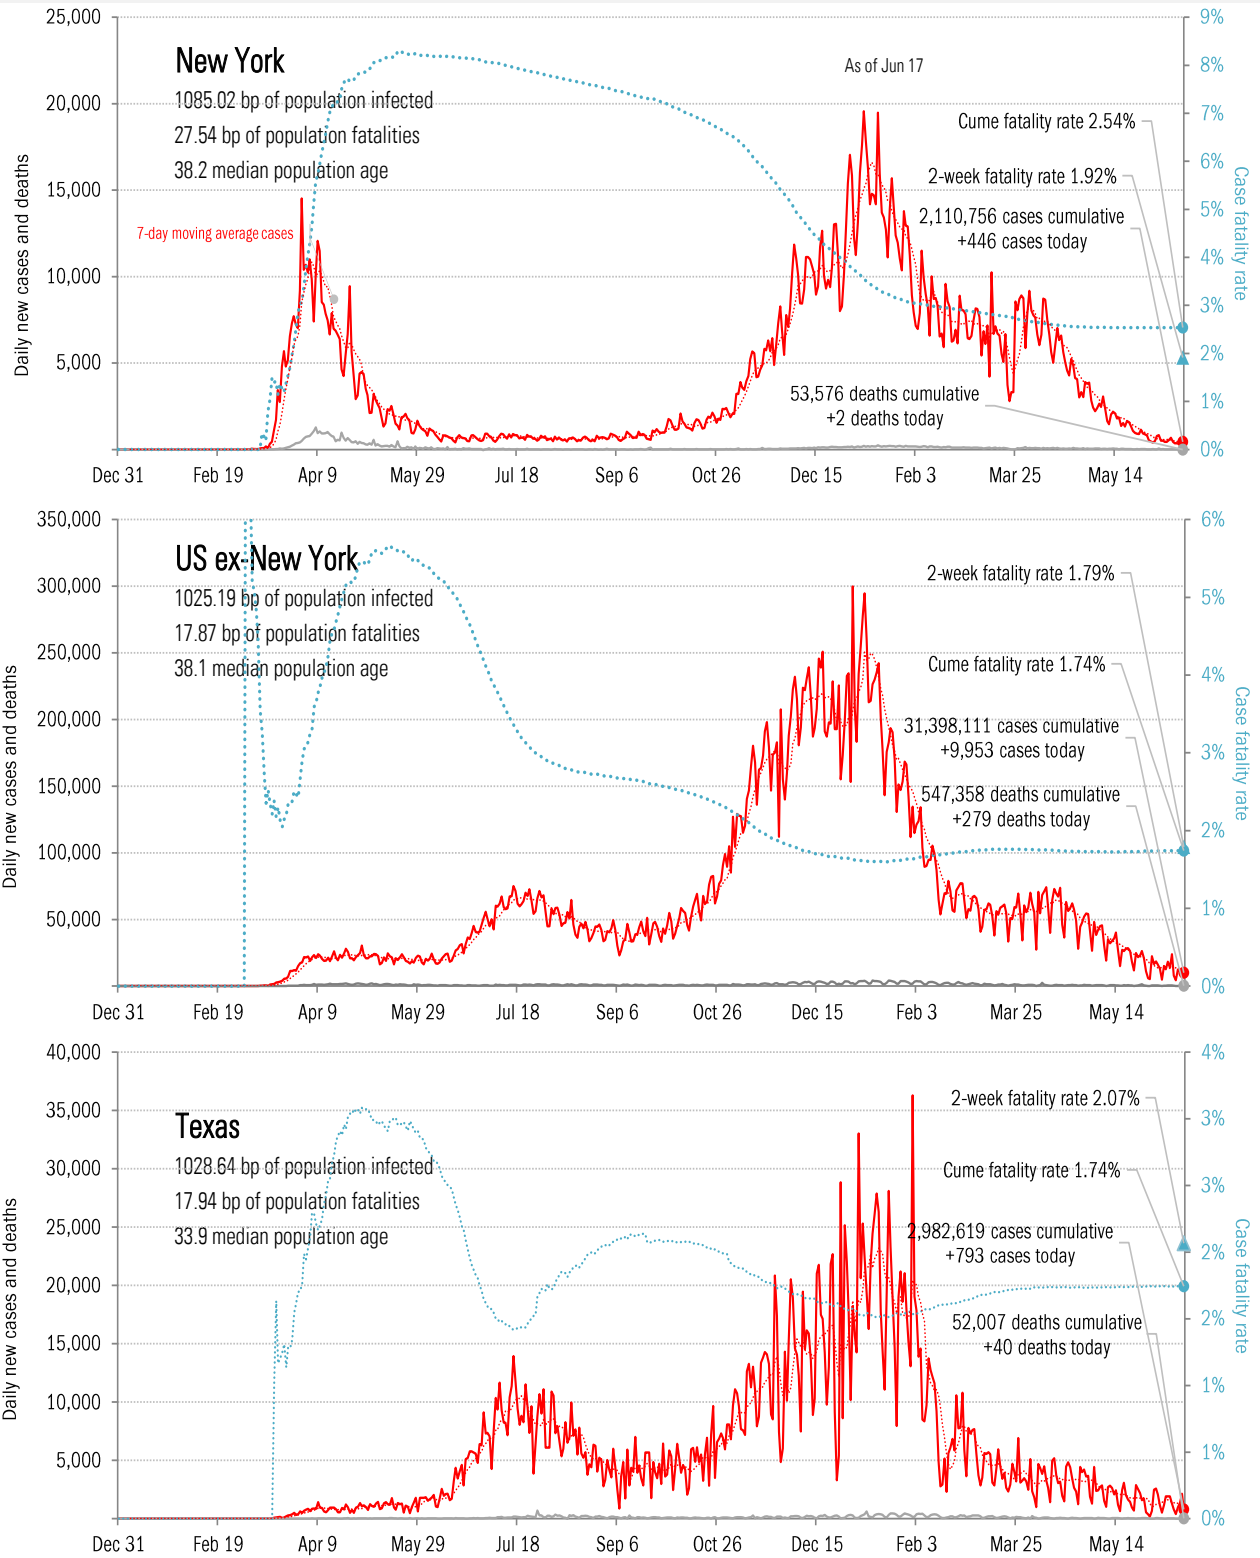 25,000
20,000
15,000
10,000
5,000
Daily new cases and deaths
New York
1085.02 bp of population infected
27.54 bp of population fatalities
38.2 median population age
7-day moving average cases
As of Jun 17
Cume fatality rate 2.54%
2-week fatality rate 1.92%
2,110,756 cases cumulative
+446 cases today
53,576 deaths cumulative
+2 deaths today
9%
8%
7%
6%
5%
4%
3%
2%
1%
0%
Case fatality rate
Dec 31 Feb 19 Apr 9 May 29 Jul 18 Sep 6 Oct 26 Dec 15 Feb 3 Mar 25 May 14
350,000
300,000
250,000
200,000
150,000
100,000
50,000
Daily new cases and deaths
US ex-New York
1025.19 bp of population infected
17.87 bp of population fatalities
38.1 median population age
2-week fatality rate 1.79%
Cume fatality rate 1.74%
31,398,111 cases cumulative
+9,953 cases today
547,358 deaths cumulative
+279 deaths today
6%
5%
4%
3%
2%
1%
0%
Case fatality rate
Dec 31 Feb 19 Apr 9 May 29 Jul 18 Sep 6 Oct 26 Dec 15 Feb 3 Mar 25 May 14
40,000
35,000
30,000
25,000
20,000
15,000
10,000
5,000
Daily new cases and deaths
Texas
1028.64 bp of population infected
17.94 bp of population fatalities
33.9 median population age
2-week fatality rate 2.07%
Cume fatality rate 1.74%
2,982,619 cases cumulative
+793 cases today
52,007 deaths cumulative
+40 deaths today
4%
3%
3%
2%
2%
1%
1%
0%
Case fatality rate
Dec 31 Feb 19 Apr 9 May 29 Jul 18 Sep 6 Oct 26 Dec 15 Feb 3 Mar 25 May 14